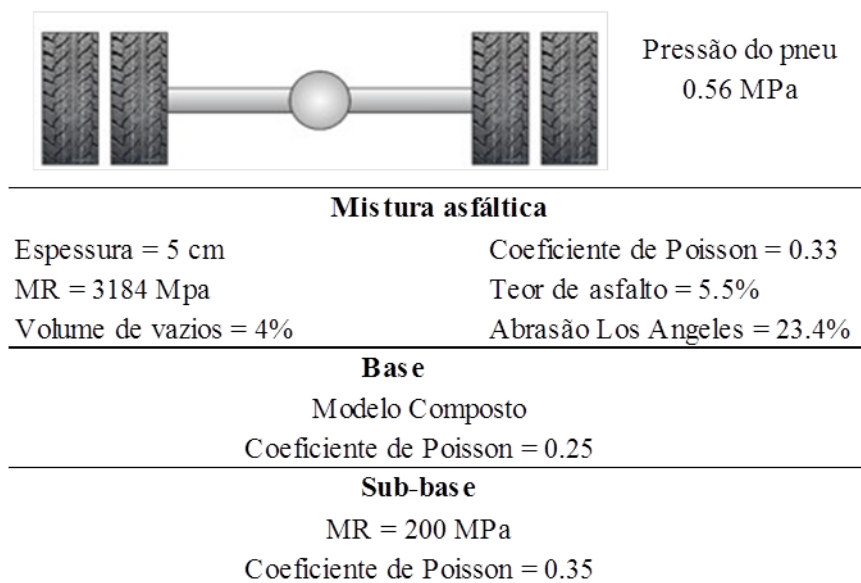 Pressão do pneu
0.56 MPa
Mistura asfáltica
Espessura = 5 cm
Coeficiente de Poisson = 0.33
MR = 3184 Mpa
Teor de asfalto = 5.5%
Volume de vazios = 4%
Abrasão Los Angeles = 23.4%
Base
Modelo Composto
Coeficiente de Poisson = 0.25
Sub-base
MR = 200 MPa
Coeficiente de Poisson = 0.35